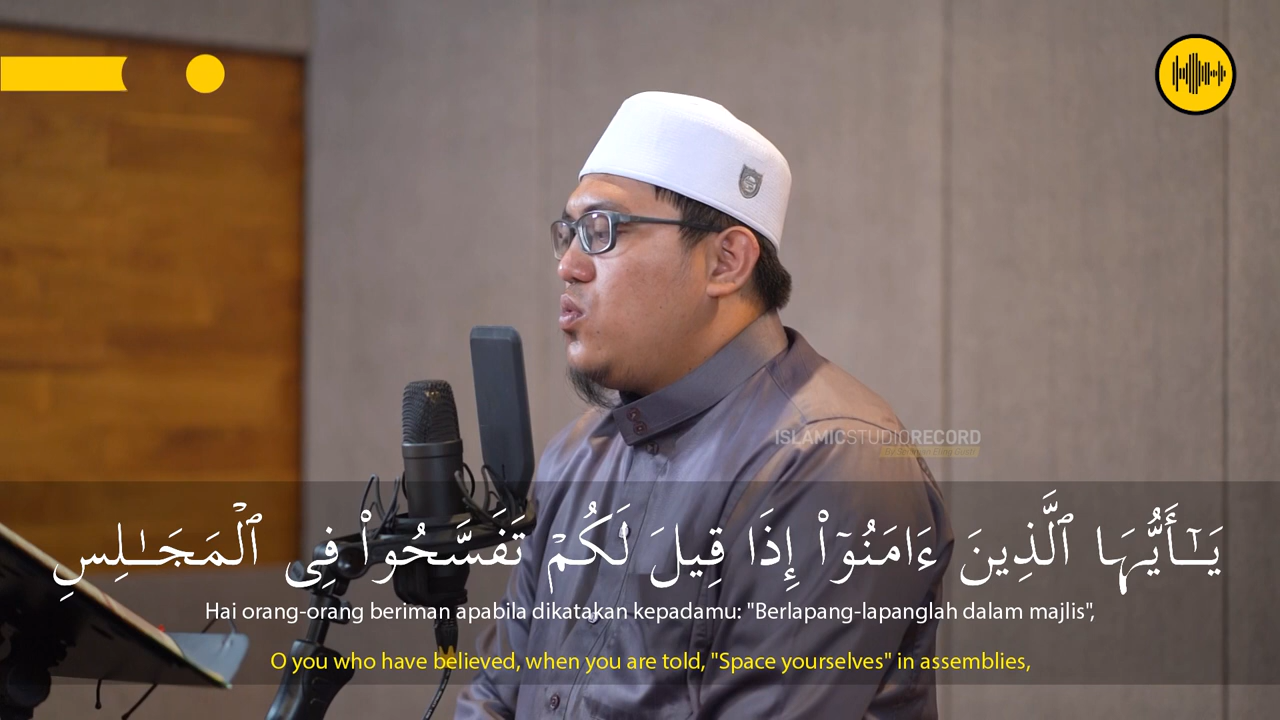 ISLAMICSTUDIORECORD
يَـٰٓأَيُّهَا ٱلَّذِينَ ءَامَنُوٓا۟ إِذَا قِيلَ لَكُمْ تَفَسَّحُوا۟ فِى ٱلْمَجَـٰلِسِ
Hai orang-orang beriman apabila dikatakan kepadamu: "Berlapang-lapanglah dalam majlis",
O you who have believed, when you are told, "Space yourselves" in assemblies,